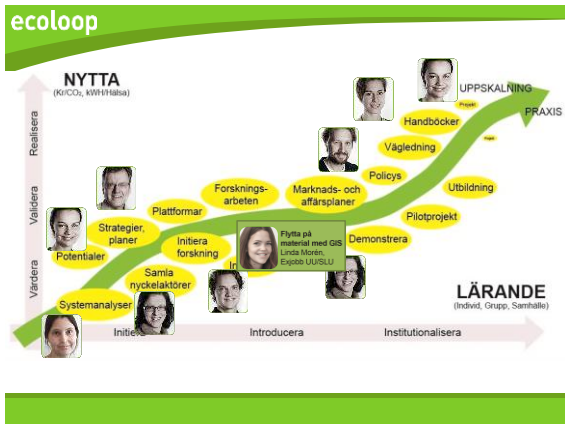 ecoloop
NYTTA
(Kr/CO₂, kWh/Hälsa)
Realisera
Validera
Värdera
UPPSKALNING
PRAXIS
Projekt
Handböcker
Vägledning
Policys
Utbildning
Pilotprojekt
Marknads- och
affärsplaner
Demonstrera
Forsknings-
arbeten
Plattformar
Strategier,
planer
Initiera
forskning
Potentialer
Samla
nyckelaktörer
Systemanalyser
Flytta på
material med GIS
Linda Morén,
Exjobb UU/SLU
LÄRANDE
(Individ, Grupp, Samhälle)
Introducera
Institutionalisera